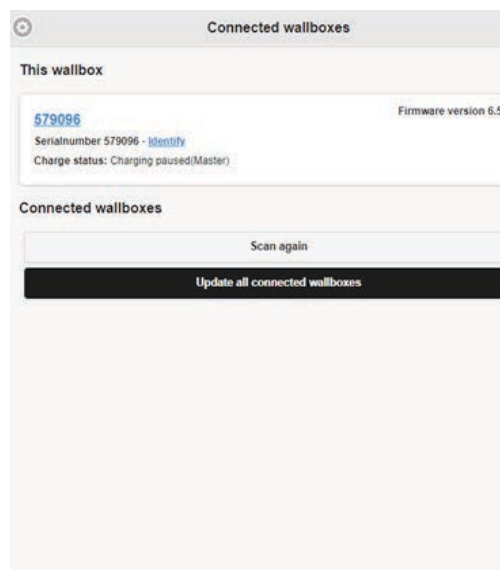 Connected wallboxes
This wallbox
579096
Firmware version 6.5
Serialnumber 579096 - Identify
Charge status: Charging paused(Master)
Connected wallboxes
Scan again
Update all connected wallboxes